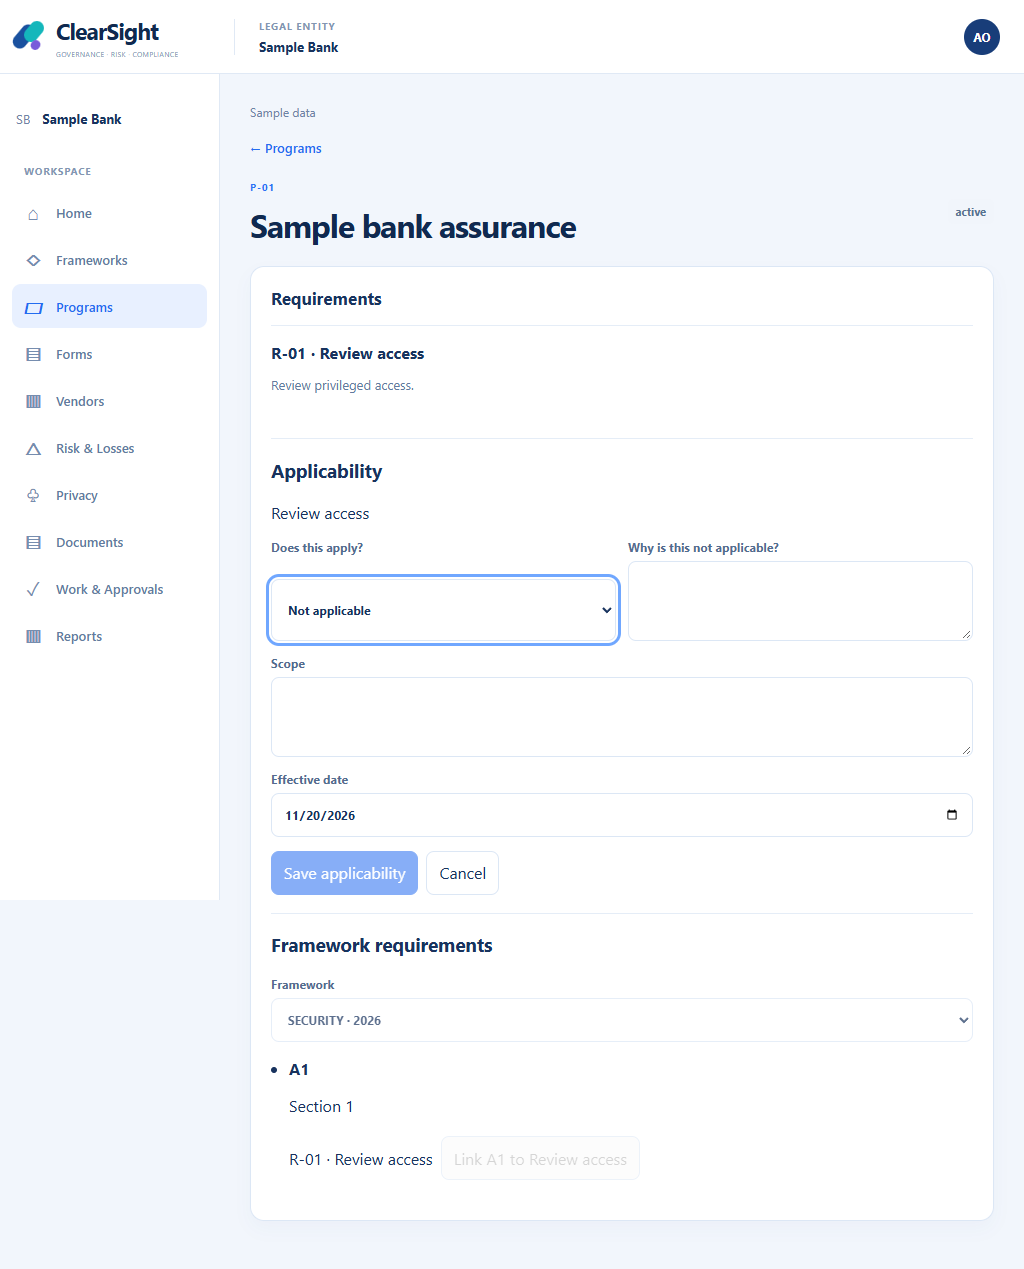 ClearSight
GOVERNANCE · RISK · COMPLIANCE
LEGAL ENTITY
Sample Bank
AO
SB Sample Bank
WORKSPACE
Home
Frameworks
Programs
Forms
Vendors
Risk & Losses
Privacy
Documents
Work & Approvals
Reports
Sample data
← Programs
P-01
Sample bank assurance
active
Requirements
R-01 · Review access
Review privileged access.
Applicability
Review access
Does this apply?
Not applicable
Why is this not applicable?
Scope
Effective date
11/20/2026
Save applicability
Cancel
Framework requirements
Framework
SECURITY · 2026
• A1
Section 1
R-01 · Review access
Link A1 to Review access